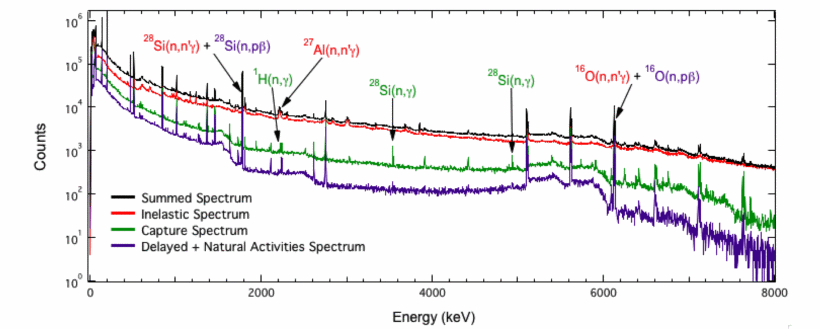 10⁶
10⁵
10⁴
10³
10²
10¹
10⁰
Counts
²⁸Si(n,n'γ) + ²⁸Si(n,pβ)
²⁷Al(n,n'γ)
¹H(n,γ)
²⁸Si(n,γ)
²⁸Si(n,γ)
¹⁶O(n,n'γ) + ¹⁶O(n,pβ)
Summed Spectrum
Inelastic Spectrum
Capture Spectrum
Delayed + Natural Activities Spectrum
0 2000 4000 6000 8000
Energy (keV)